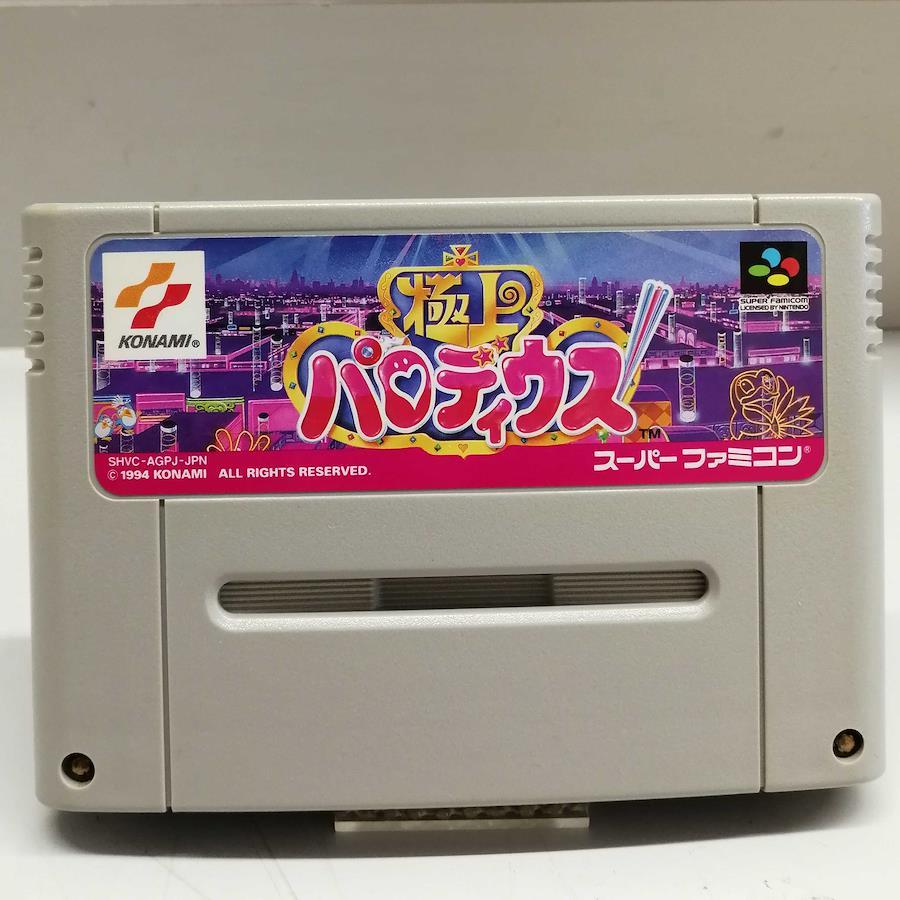 KONAMI®
極上
パロディウス
TM
SUPER FAMICOM
LICENSED BY NINTENDO
SHVC-AGPJ-JPN
© 1994 KONAMI ALL RIGHTS RESERVED.
スーパーファミコン®